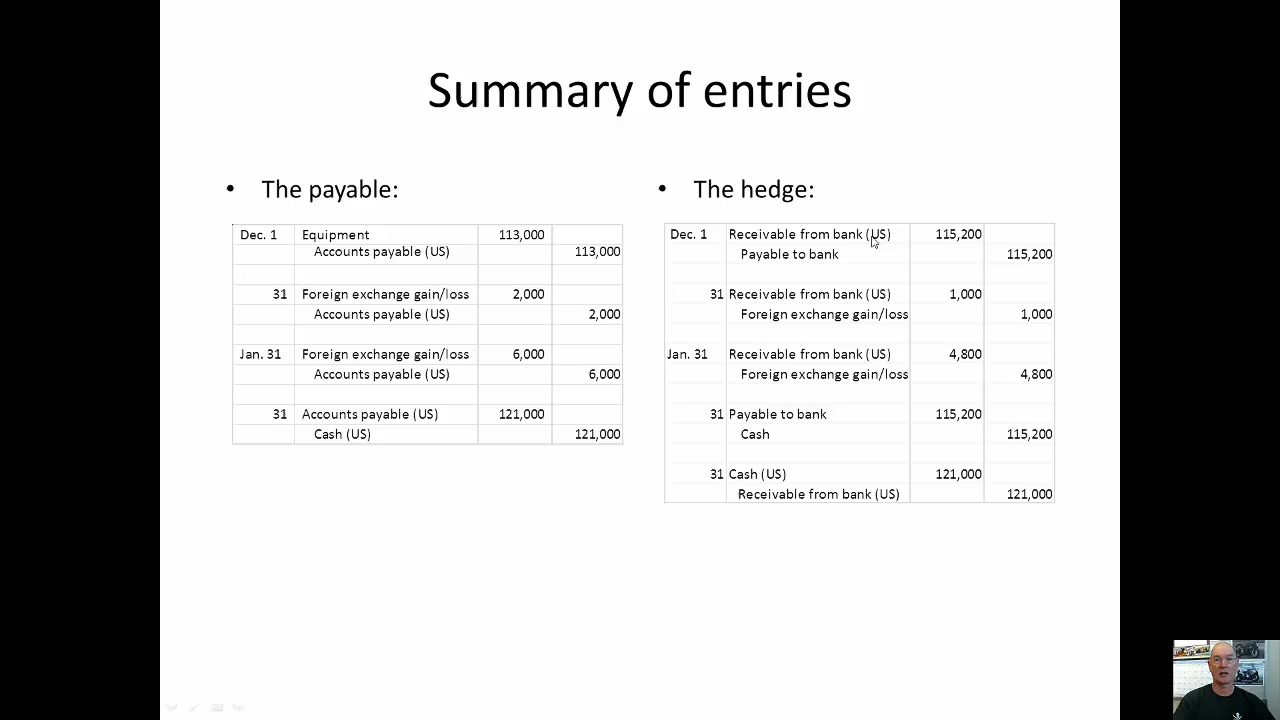 Summary of entries
• The payable:
Dec. 1 Equipment 113,000
Accounts payable (US) 113,000
31 Foreign exchange gain/loss 2,000
Accounts payable (US) 2,000
Jan. 31 Foreign exchange gain/loss 6,000
Accounts payable (US) 6,000
31 Accounts payable (US) 121,000
Cash (US) 121,000
• The hedge:
Dec. 1 Receivable from bank (US) 115,200
Payable to bank 115,200
31 Receivable from bank (US) 1,000
Foreign exchange gain/loss 1,000
Jan. 31 Receivable from bank (US) 4,800
Foreign exchange gain/loss 4,800
31 Payable to bank 115,200
Cash 115,200
31 Cash (US) 121,000
Receivable from bank (US) 121,000